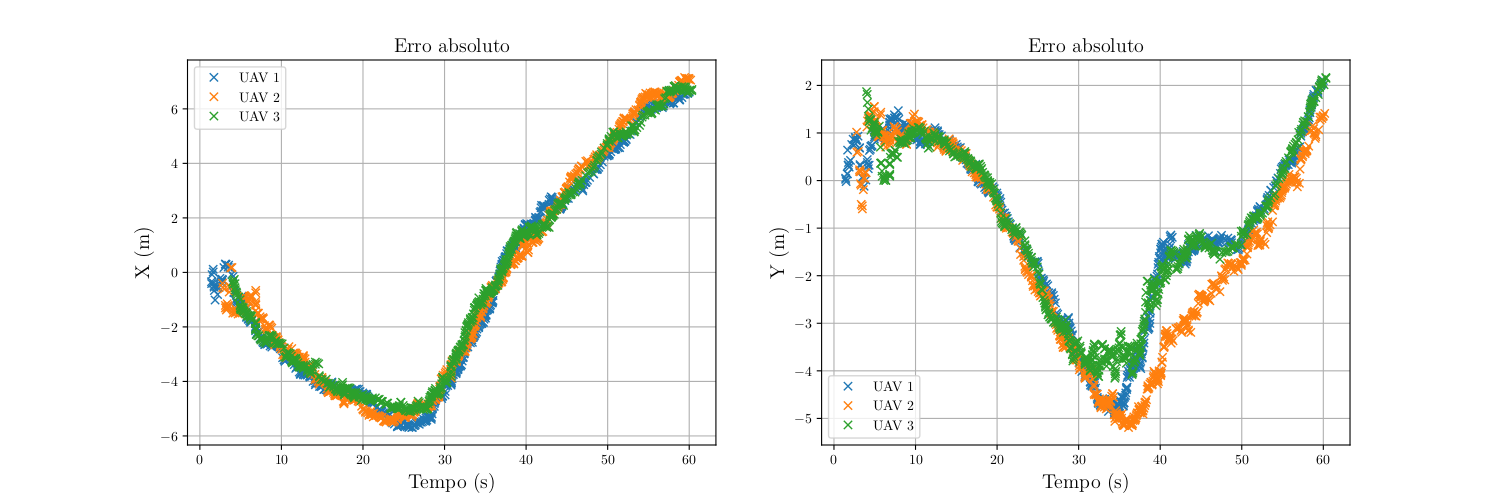 Erro absoluto
UAV 1
UAV 2
UAV 3
X (m)
6
4
2
0
−2
−4
−6
0 10 20 30 40 50 60
Tempo (s)
Erro absoluto
Y (m)
2
1
0
−1
−2
−3
−4
−5
UAV 1
UAV 2
UAV 3
0 10 20 30 40 50 60
Tempo (s)